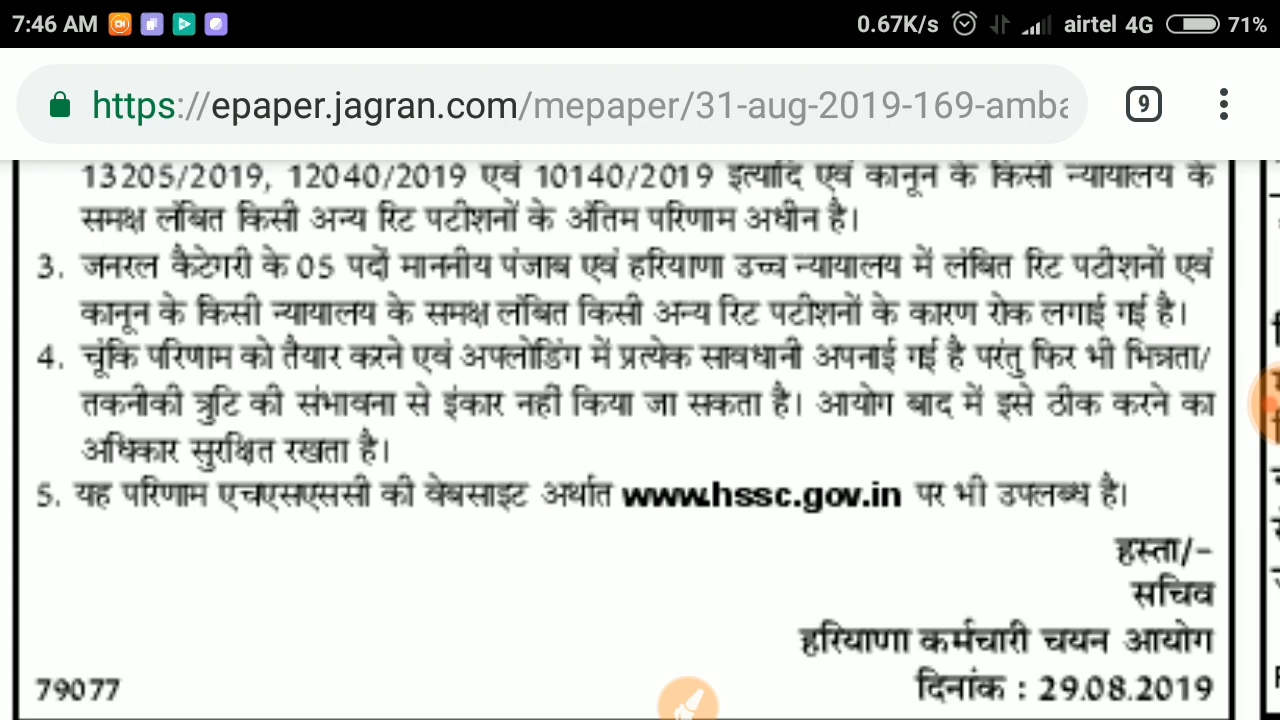 7:46 AM 0.67K/s airtel 4G 71%
https://epaper.jagran.com/mepaper/31-aug-2019-169-amba 9
13205/2019, 12040/2019 एवं 10140/2019 इत्यादि एवं कानून के किसी न्यायालय के
समक्ष लंबित किसी अन्य रिट पटीशनों के अंतिम परिणाम अधीन है।
3. जनरल कैटेगरी के 05 पदों माननीय पंजाब एवं हरियाणा उच्च न्यायालय में लंबित रिट पटीशनों एवं
कानून के किसी न्यायालय के समक्ष लंबित किसी अन्य रिट पटीशनों के कारण रोक लगाई गई है।
4. चूंकि परिणाम को तैयार करने एवं अपलोडिंग में प्रत्येक सावधानी अपनाई गई है परंतु फिर भी भिन्नता/
तकनीकी त्रुटि की संभावना से इंकार नहीं किया जा सकता है। आयोग बाद में इसे ठीक करने का
अधिकार सुरक्षित रखता है।
5. यह परिणाम एचएसएससी की वेबसाइट अर्थात www.hssc.gov.in पर भी उपलब्ध है।
हस्ता/-
सचिव
हरियाणा कर्मचारी चयन आयोग
79077 दिनांक : 29.08.2019